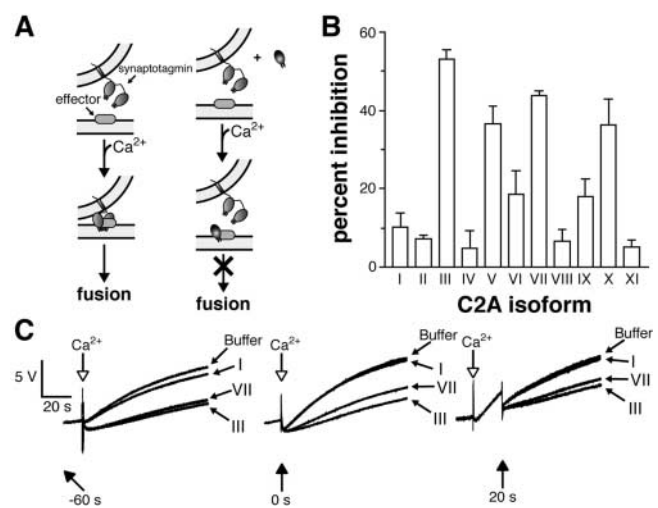 A
synaptotagmin
+
effector
Ca2+
Ca2+
fusion
fusion
B
percent inhibition
60
40
20
0
I II III IV V VI VII VIII IX X XI
C2A isoform
C
5 V
20 s
Ca2+
Buffer
I
VII
III
-60 s
Ca2+
Buffer
I
VII
III
0 s
Ca2+
Buffer
I
VII
III
20 s